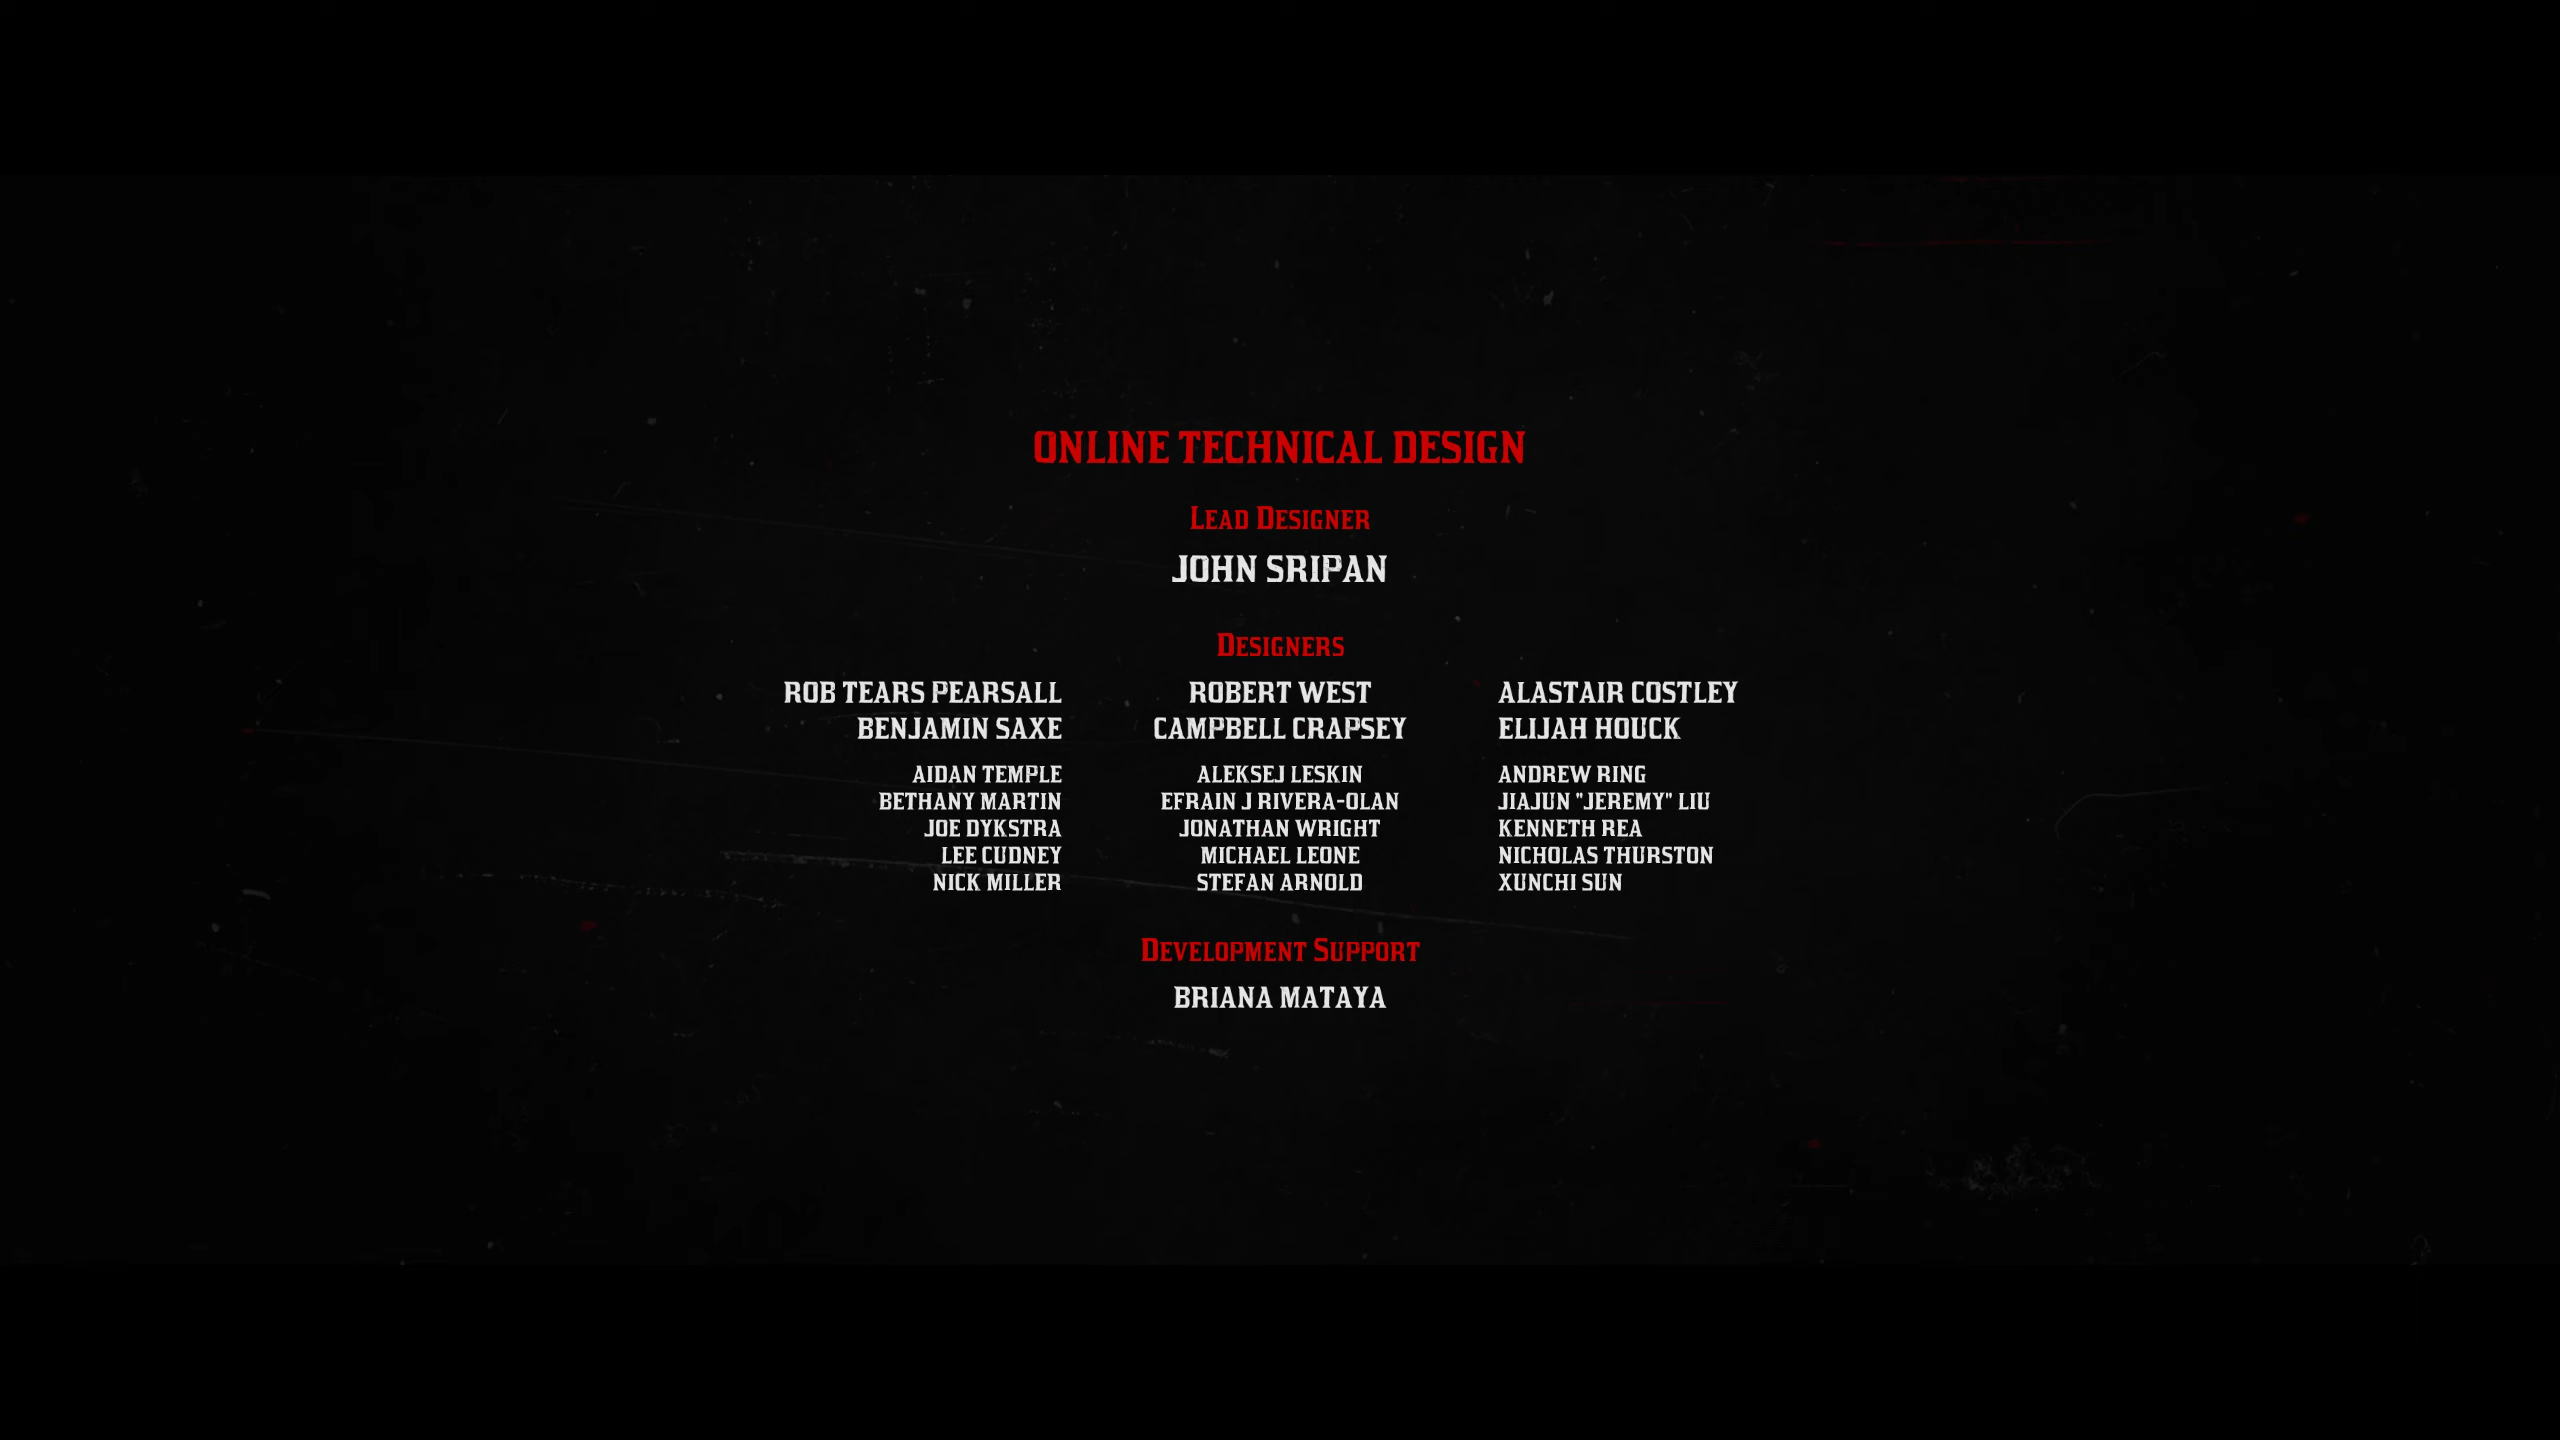 ONLINE TECHNICAL DESIGN
LEAD DESIGNER
JOHN SRIPAN
DESIGNERS
ROB TEARS PEARSALL ROBERT WEST ALASTAIR COSTLEY
BENJAMIN SAXE CAMPBELL CRAPSEY ELIJAH HOUCK
AIDAN TEMPLE ALEKSEJ LESKIN ANDREW RING
BETHANY MARTIN EFRAIN J RIVERA-OLAN JIAJUN "JEREMY" LIU
JOE DYKSTRA JONATHAN WRIGHT KENNETH REA
LEE CUDNEY MICHAEL LEONE NICHOLAS THURSTON
NICK MILLER STEFAN ARNOLD XUNCHI SUN
DEVELOPMENT SUPPORT
BRIANA MATAYA